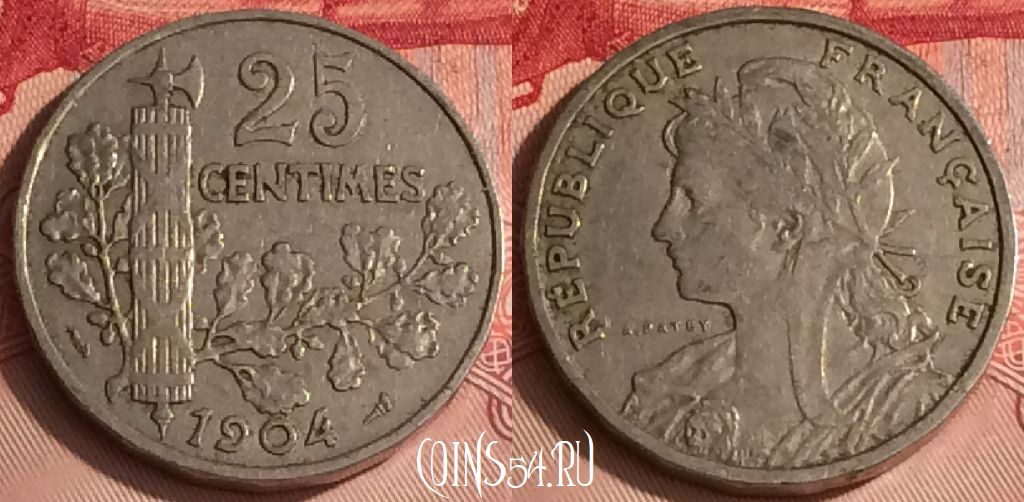 25
CENTIMES
1904
REPUBLIQUE FRANÇAISE
A. PATEY
COINS54.RU